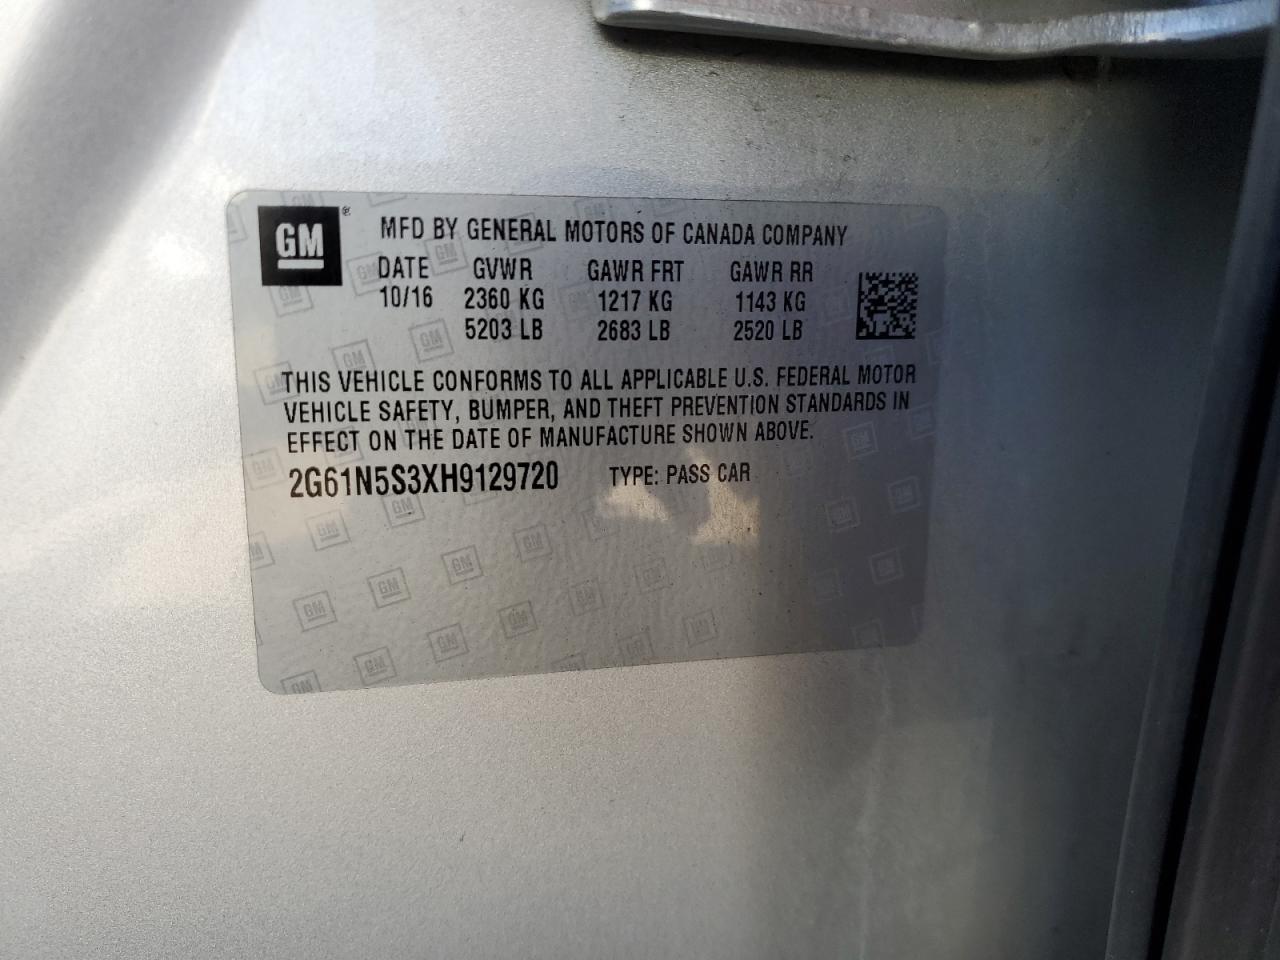 GM ® MFD BY GENERAL MOTORS OF CANADA COMPANY
DATE GVWR GAWR FRT GAWR RR
10/16 2360 KG 1217 KG 1143 KG
5203 LB 2683 LB 2520 LB
THIS VEHICLE CONFORMS TO ALL APPLICABLE U.S. FEDERAL MOTOR
VEHICLE SAFETY, BUMPER, AND THEFT PREVENTION STANDARDS IN
EFFECT ON THE DATE OF MANUFACTURE SHOWN ABOVE.
2G61N5S3XH9129720 TYPE: PASS CAR